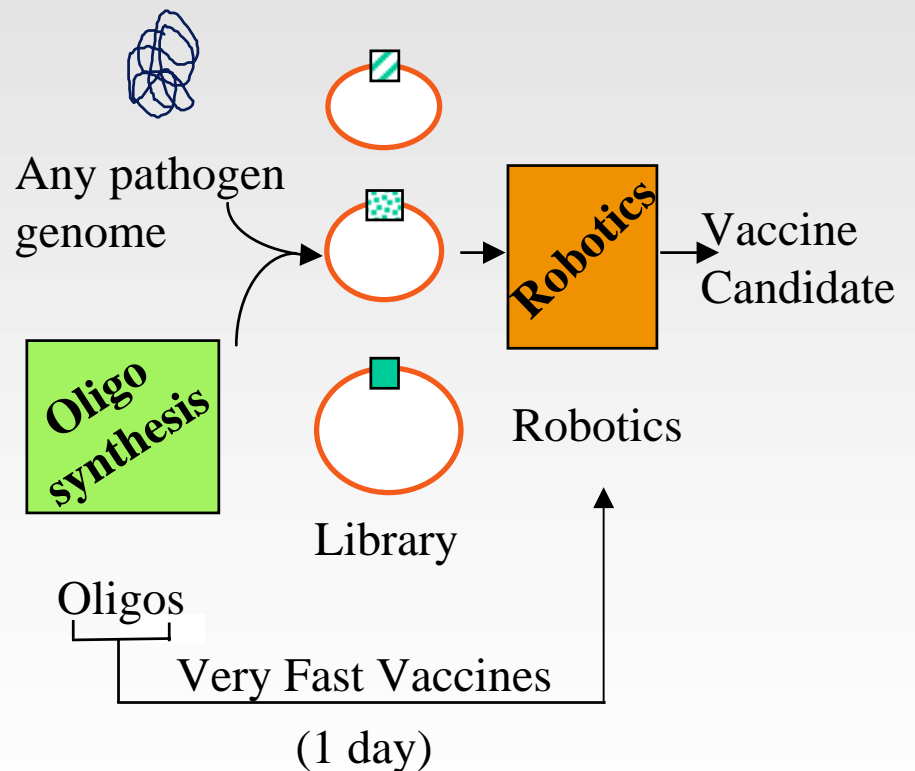 Any pathogen
genome
Oligo
synthesis
Library
Robotics
Robotics
Vaccine
Candidate
Oligos
Very Fast Vaccines
(1 day)